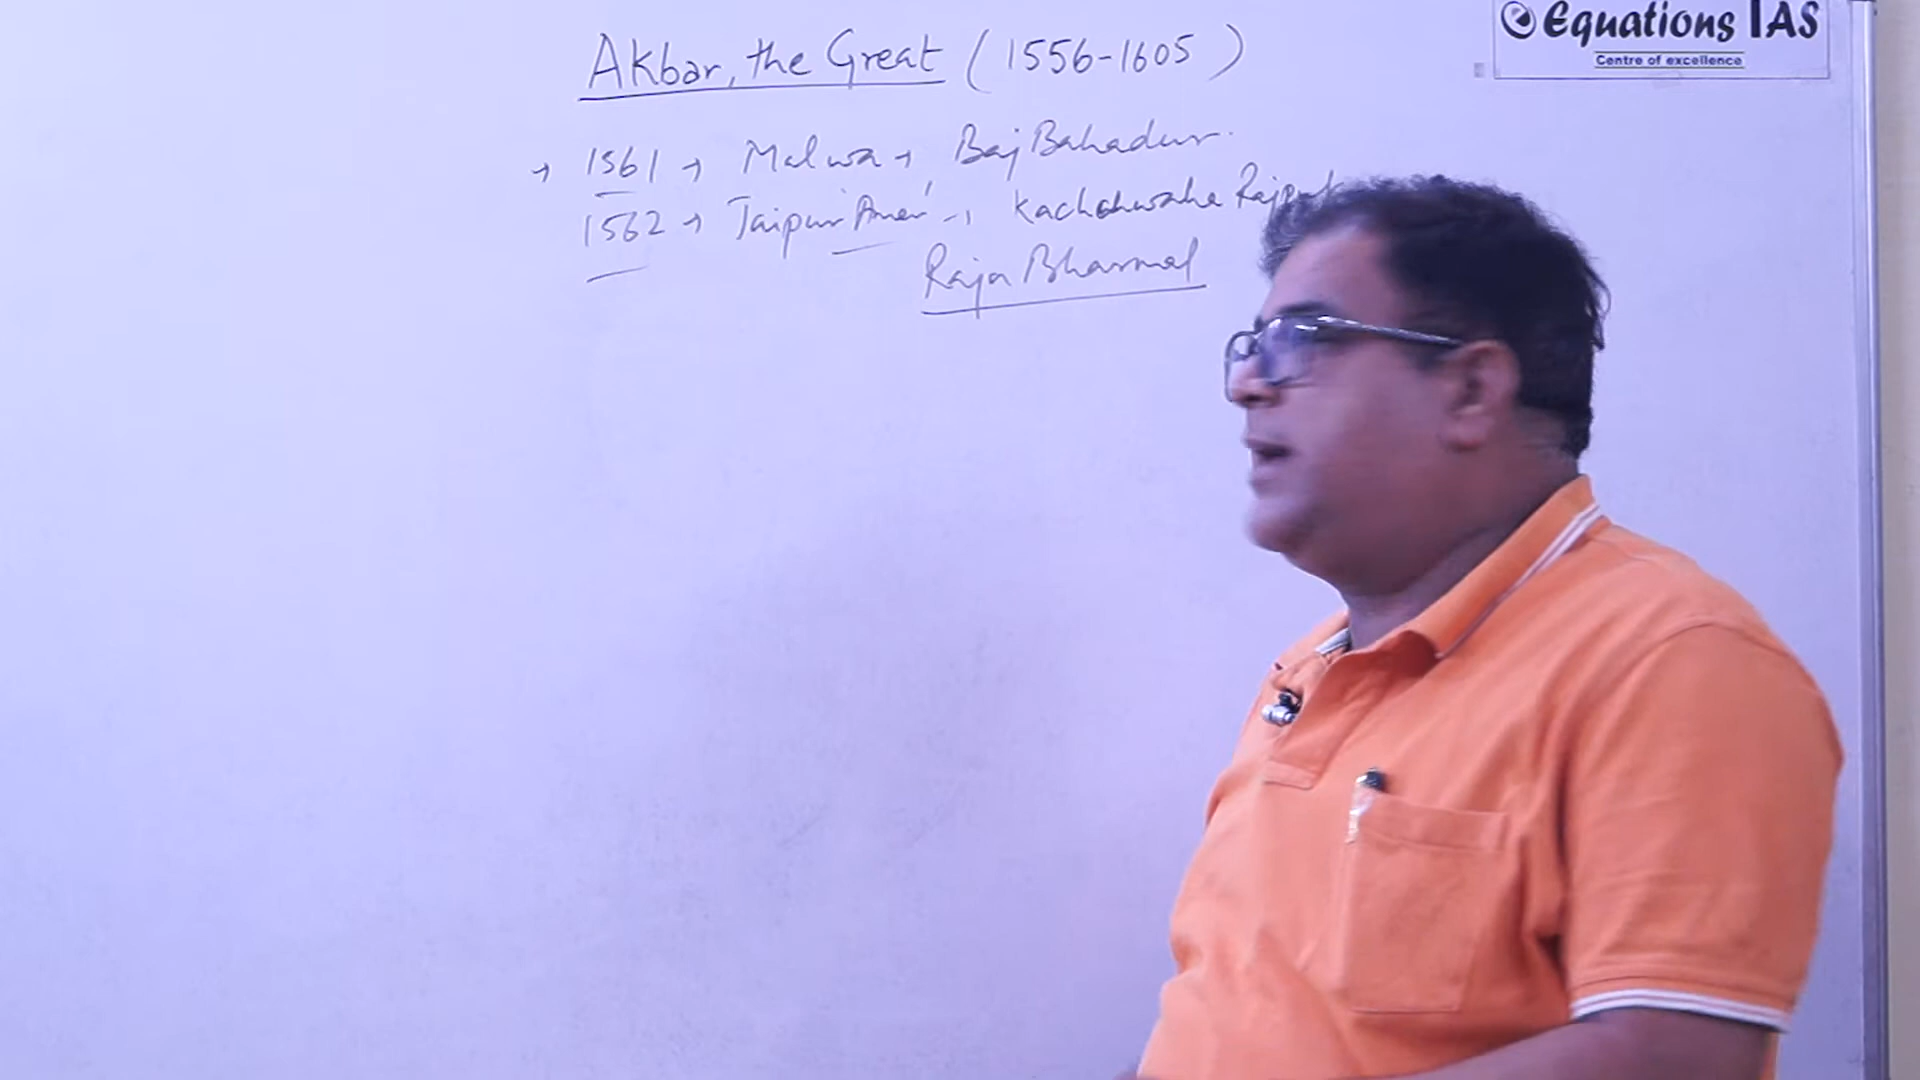 Equations IAS
Centre of excellence
Akbar, the Great (1556-1605)
→ 1561 → Malwa → Baj Bahadur.
1562 → Jaipur 'Amer' → Kachchwaha Rajput
Raja Bharmal